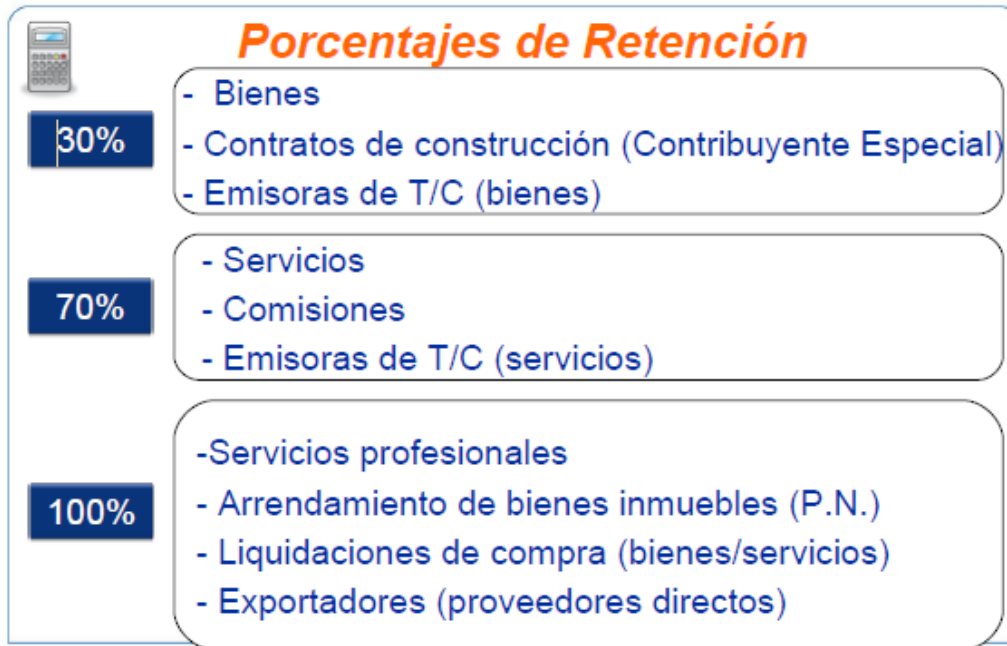 Porcentajes de Retención
30%
- Bienes
- Contratos de construcción (Contribuyente Especial)
- Emisoras de T/C (bienes)
70%
- Servicios
- Comisiones
- Emisoras de T/C (servicios)
100%
-Servicios profesionales
- Arrendamiento de bienes inmuebles (P.N.)
- Liquidaciones de compra (bienes/servicios)
- Exportadores (proveedores directos)